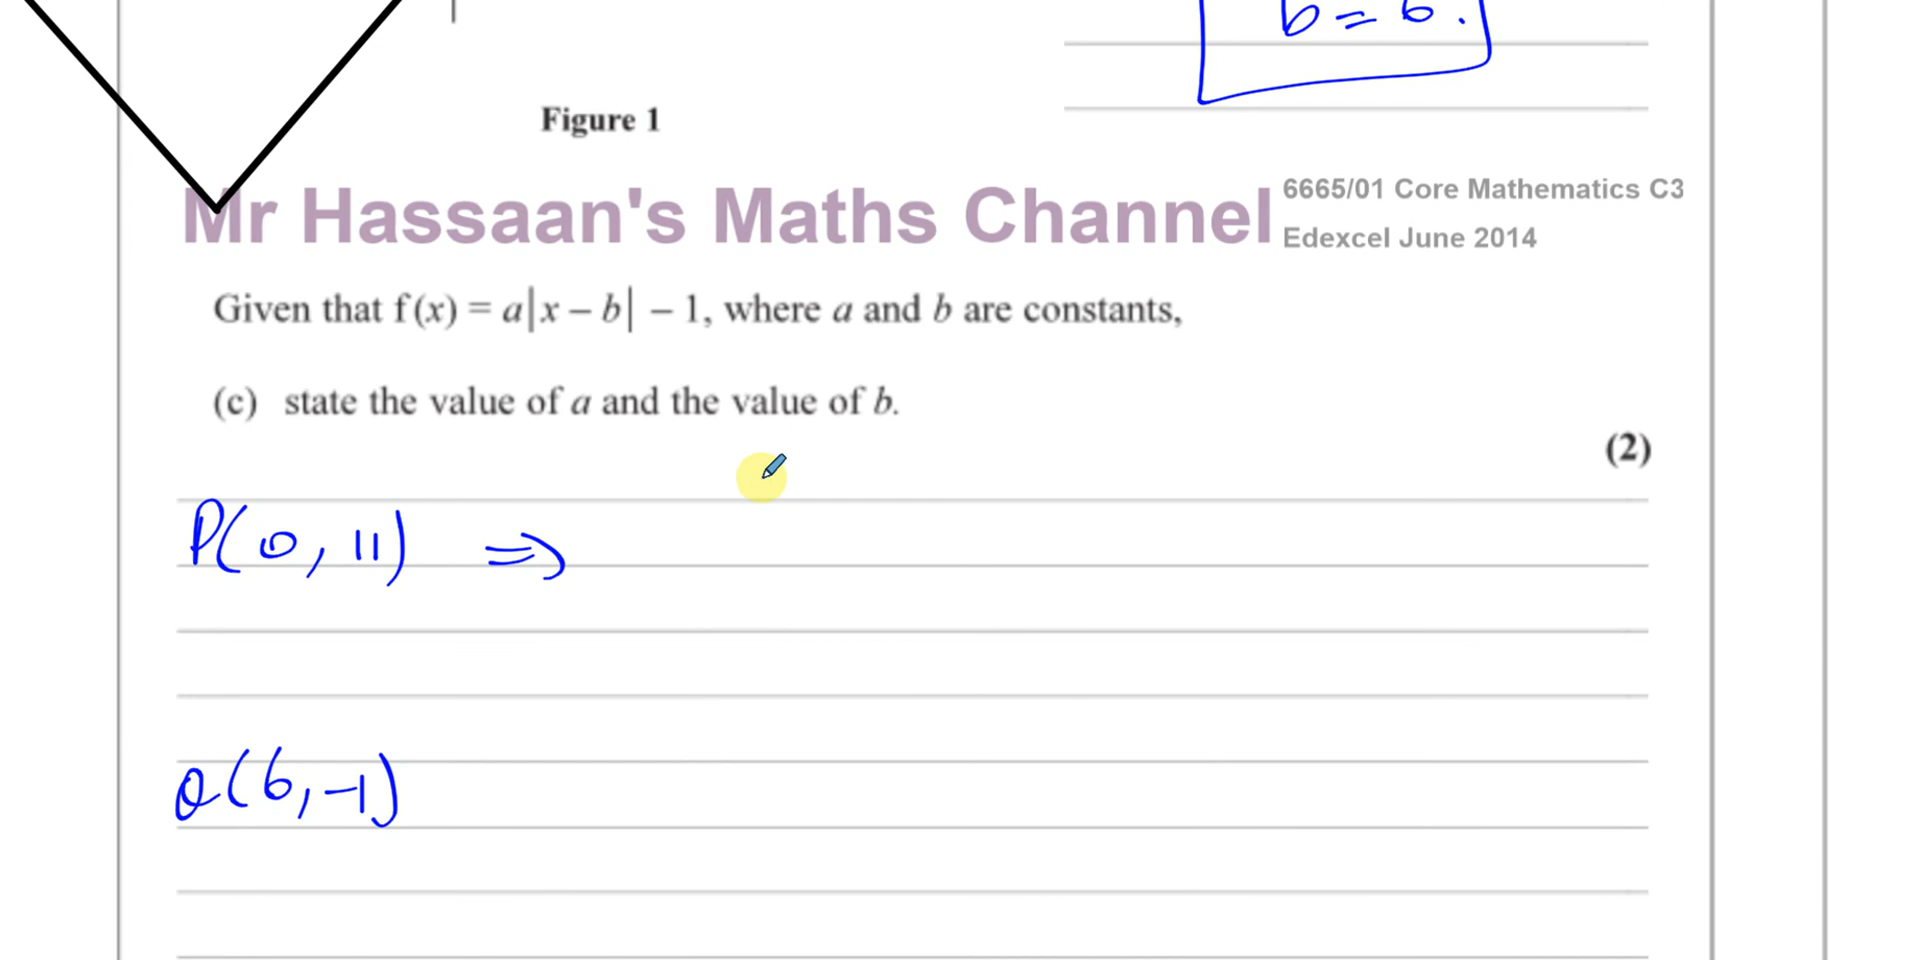 b = 6.
Figure 1
Mr Hassaan's Maths Channel
6665/01 Core Mathematics C3
Edexcel June 2014
Given that f(x) = a|x – b| – 1, where a and b are constants,
(c) state the value of a and the value of b.
(2)
P(0, 11) ⇒
Q(6, -1)